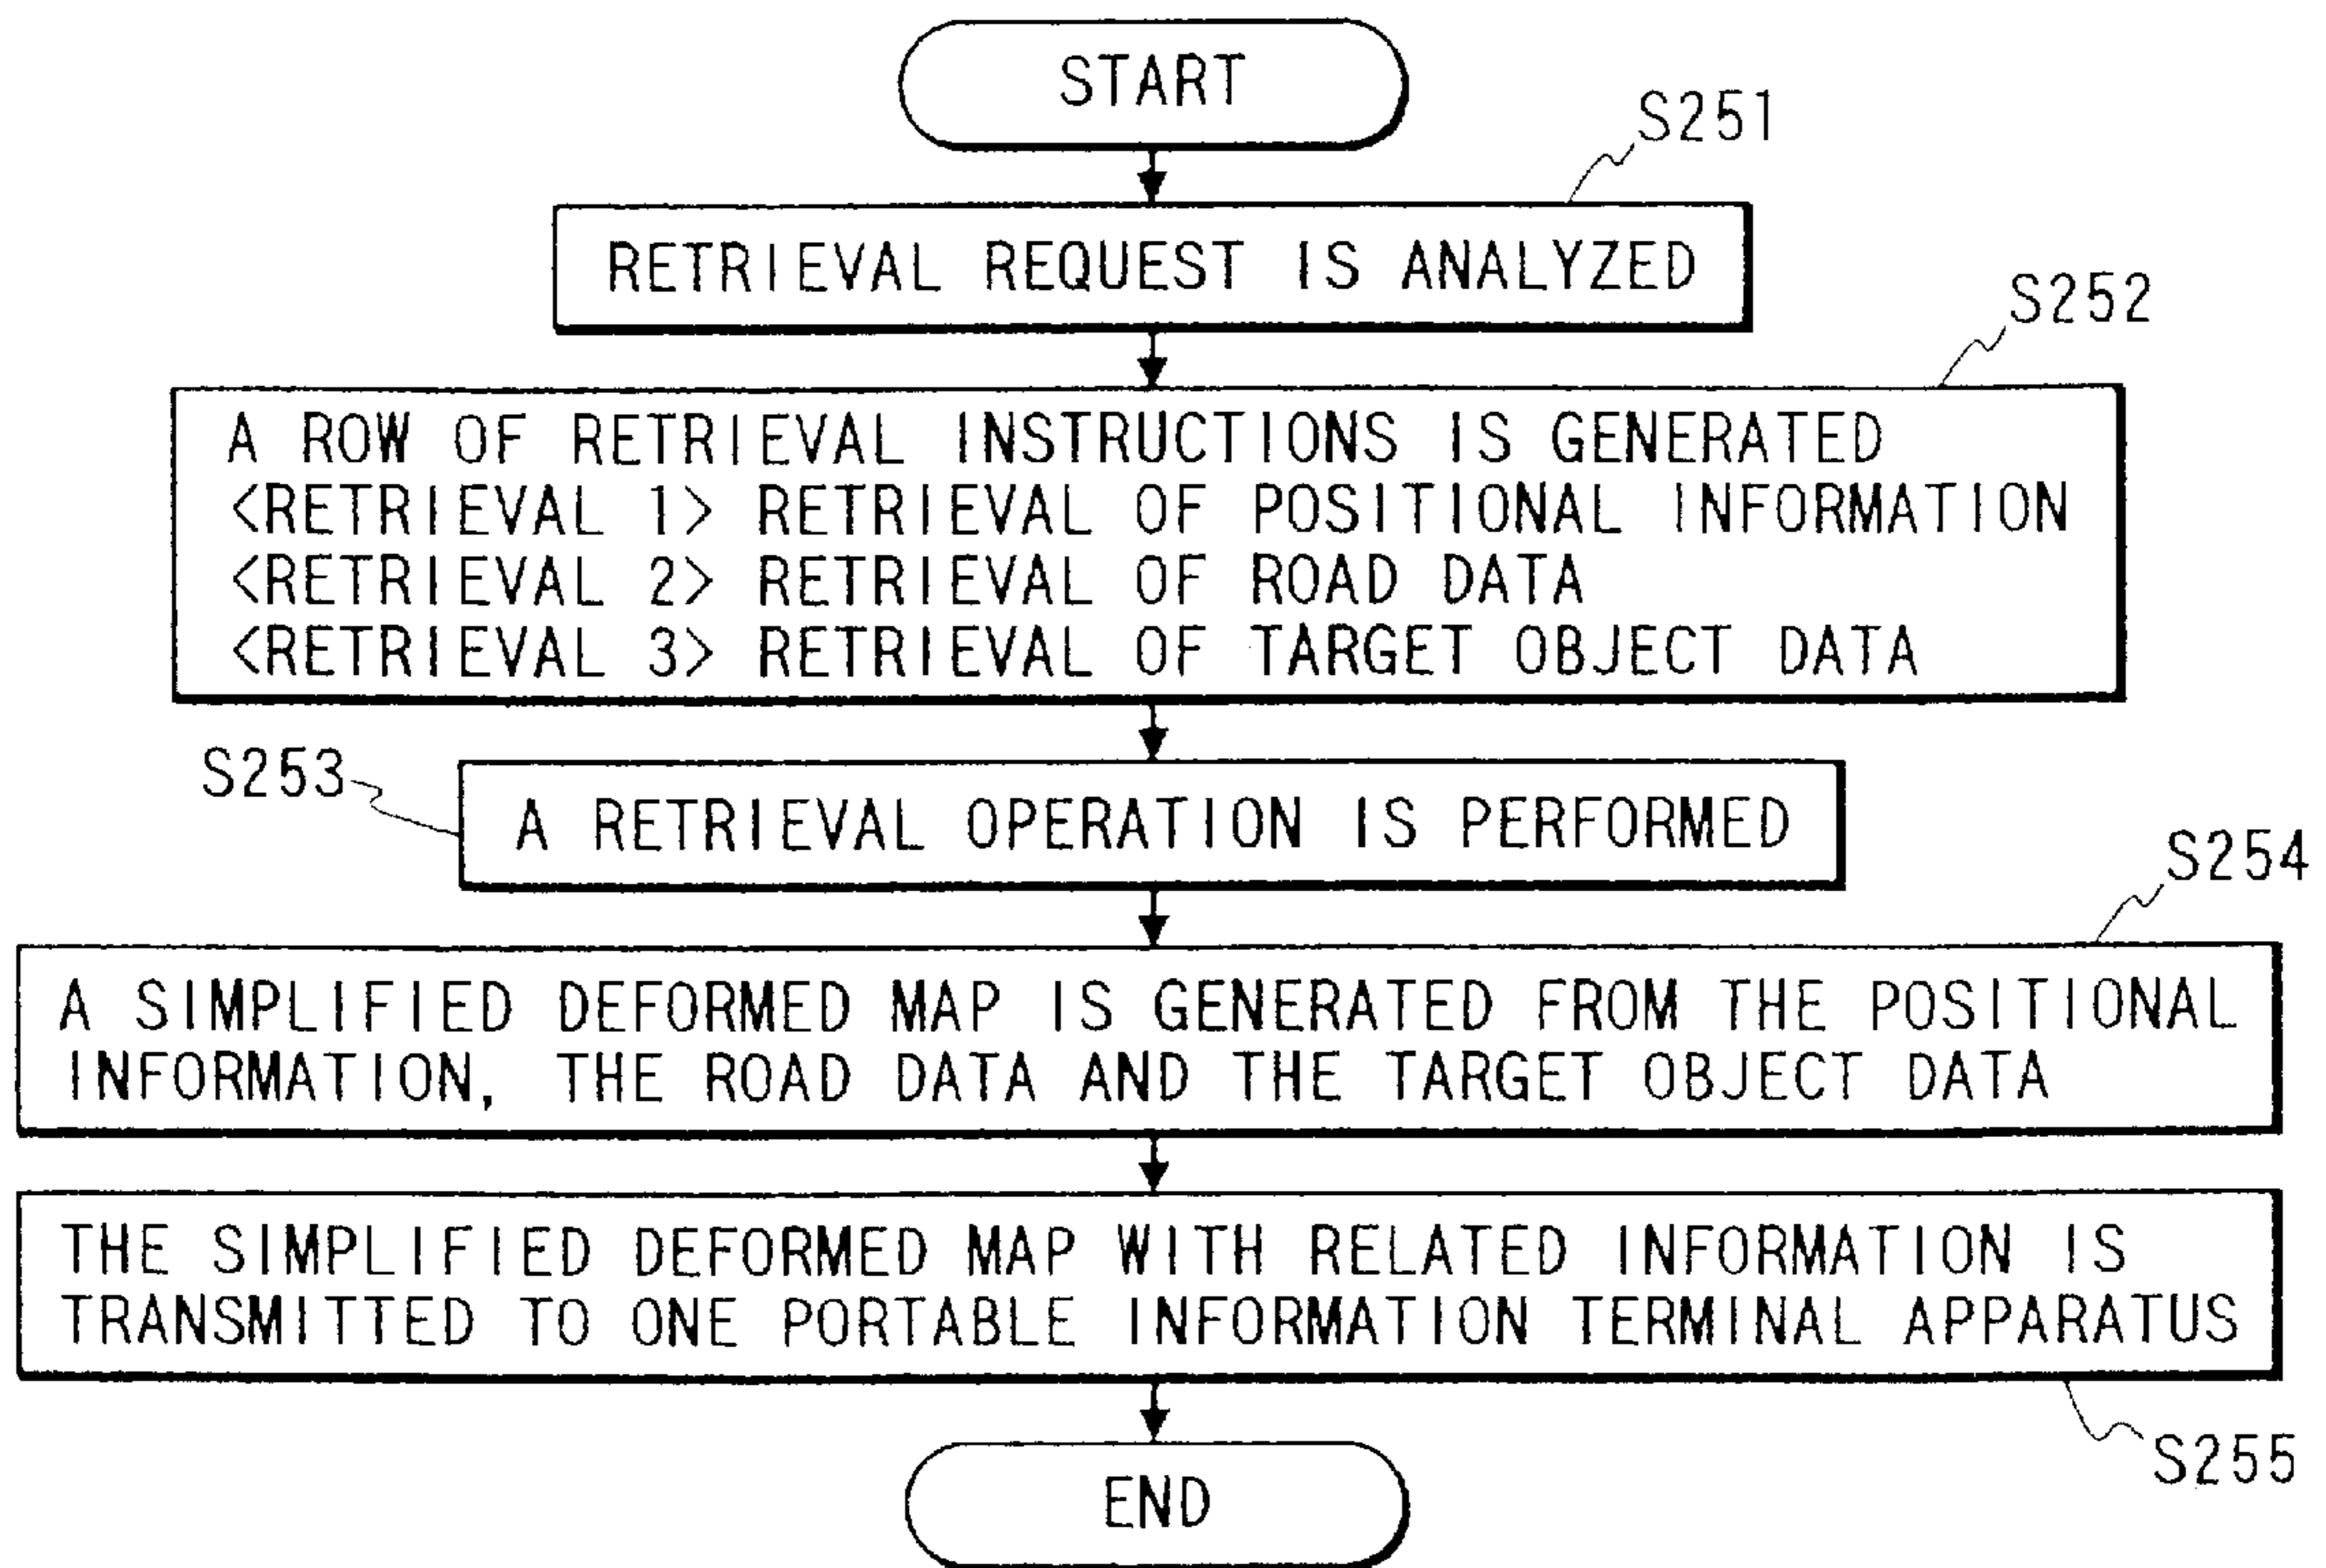 START
S251
RETRIEVAL REQUEST IS ANALYZED
S252
A ROW OF RETRIEVAL INSTRUCTIONS IS GENERATED
<RETRIEVAL 1> RETRIEVAL OF POSITIONAL INFORMATION
<RETRIEVAL 2> RETRIEVAL OF ROAD DATA
<RETRIEVAL 3> RETRIEVAL OF TARGET OBJECT DATA
S253
A RETRIEVAL OPERATION IS PERFORMED
S254
A SIMPLIFIED DEFORMED MAP IS GENERATED FROM THE POSITIONAL
INFORMATION, THE ROAD DATA AND THE TARGET OBJECT DATA
THE SIMPLIFIED DEFORMED MAP WITH RELATED INFORMATION IS
TRANSMITTED TO ONE PORTABLE INFORMATION TERMINAL APPARATUS
S255
END